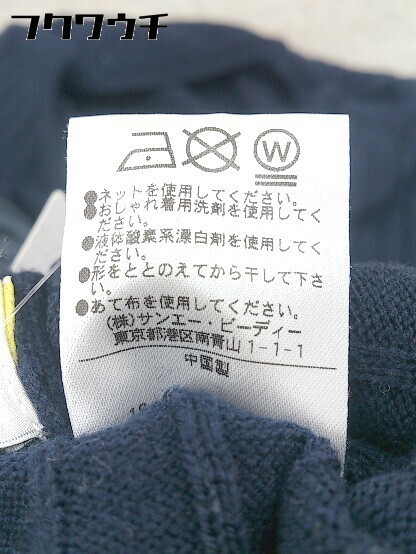 フクワウチ
W
●ネットを使用してください。
●おしゃれ着用洗剤を使用してく
ださい。
●液体酸素系漂白剤を使用してく
ださい。
●形をととのえてから干して下さ
い。
●あて布を使用してください。
(株)サンエー・ビーディー
東京都港区南青山1-1-1
中国製